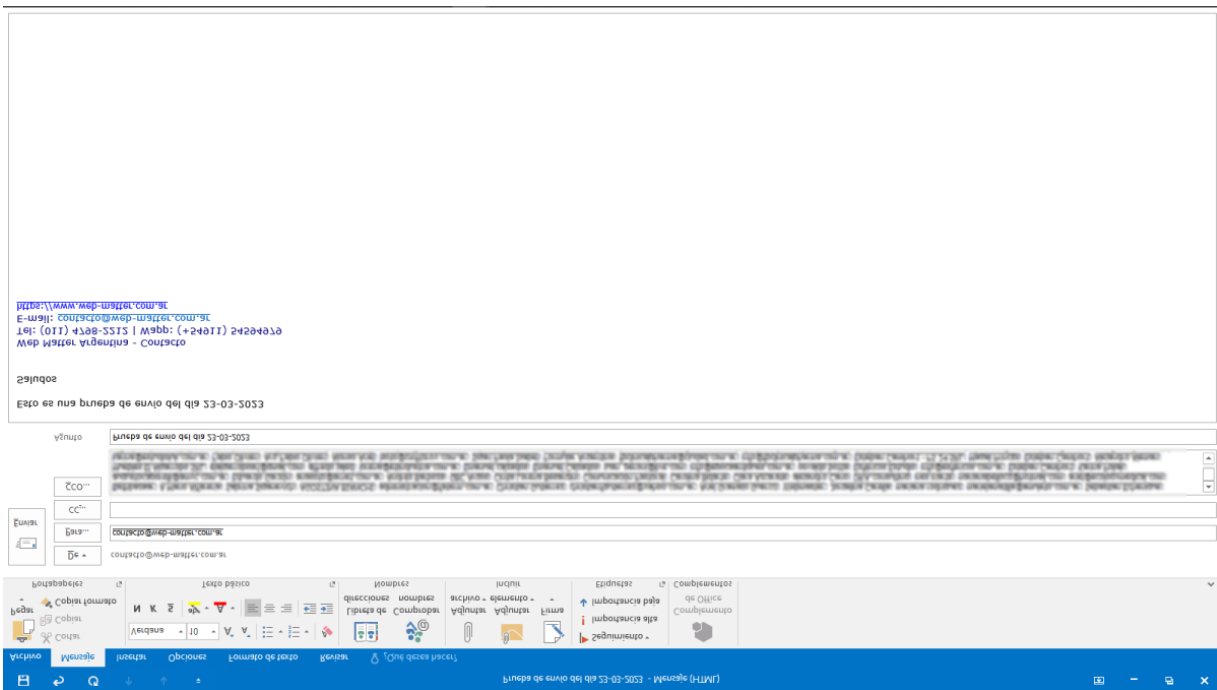 Prueba de envio del día 23-03-2023 - Mensaje (HTML)
Archivo Mensaje Insertar Opciones Formato de texto Revisar ¿Qué desea hacer?
Cortar Verdana 10 Seguimiento
Copiar Importancia alta
Pegar Copiar formato N K S Libreta de Comprobar Adjuntar Adjuntar Firma Importancia baja Complemento
direcciones nombres archivo elemento de Office
Portapapeles Texto básico Nombres Incluir Etiquetas Complementos
De contacto@web-matter.com.ar
Enviar Para... contacto@web-matter.com.ar
CC...
CCO...
Asunto Prueba de envio del día 23-03-2023
Esto es una prueba de envío del día 23-03-2023
Saludos
Web Matter Argentina - Contacto
Tel: (011) 4798-2212 | Wapp: (+54911) 54594979
E-mail: contacto@web-matter.com.ar
https://www.web-matter.com.ar